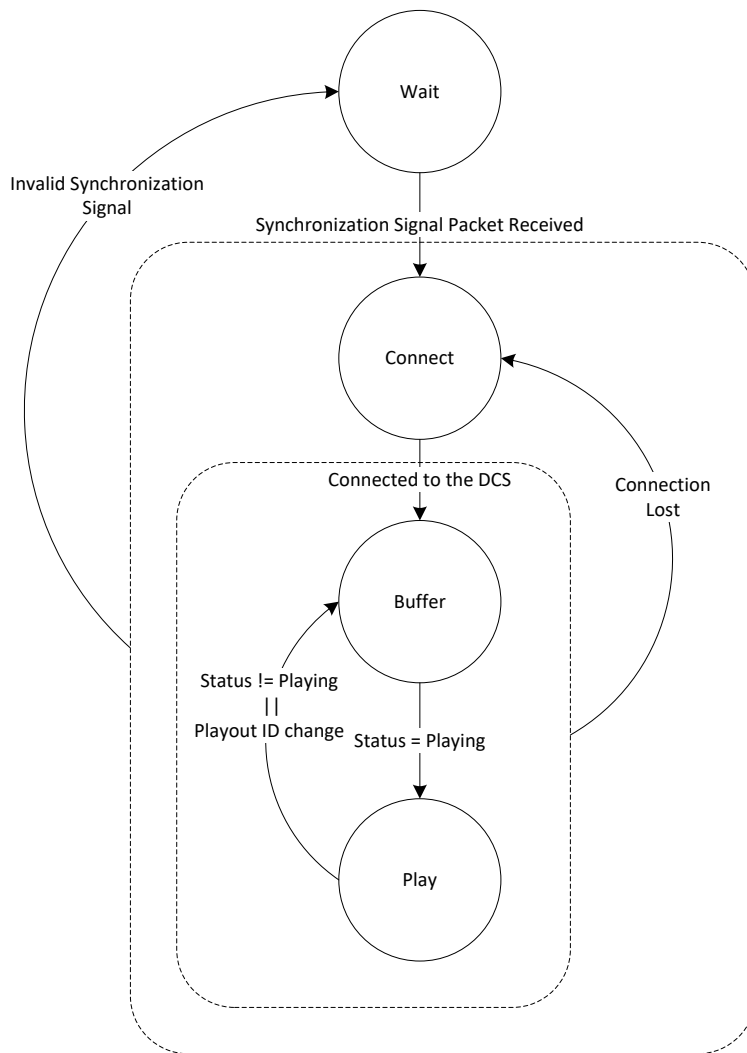 Wait
Invalid Synchronization
Signal
Synchronization Signal Packet Received
Connect
Connected to the DCS
Connection
Lost
Buffer
Status != Playing
||
Playout ID change
Status = Playing
Play